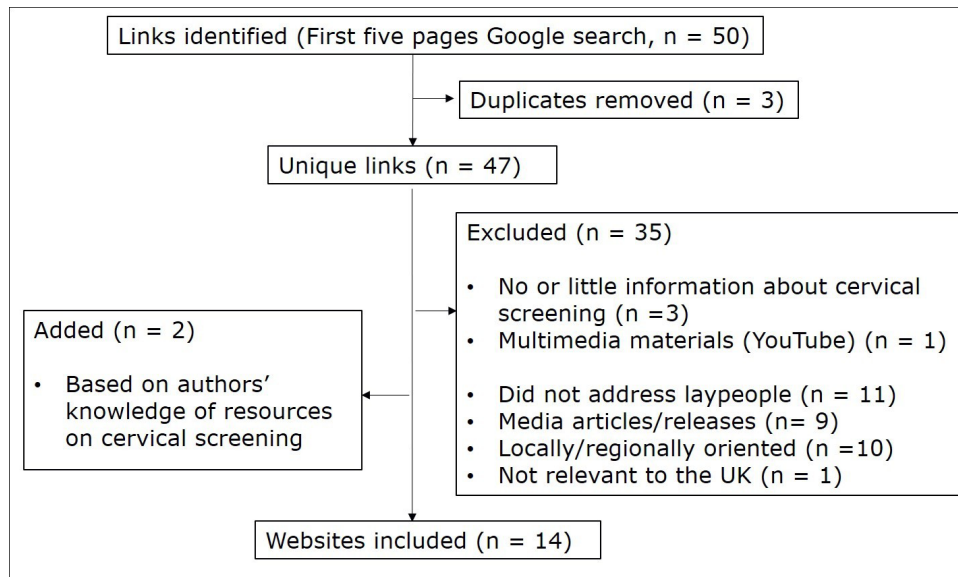 Links identified (First five pages Google search, n = 50)
Duplicates removed (n = 3)
Unique links (n = 47)
Excluded (n = 35)
• No or little information about cervical
screening (n =3)
• Multimedia materials (YouTube) (n = 1)
• Did not address laypeople (n = 11)
• Media articles/releases (n= 9)
• Locally/regionally oriented (n =10)
• Not relevant to the UK (n = 1)
Added (n = 2)
• Based on authors’
knowledge of resources
on cervical screening
Websites included (n = 14)